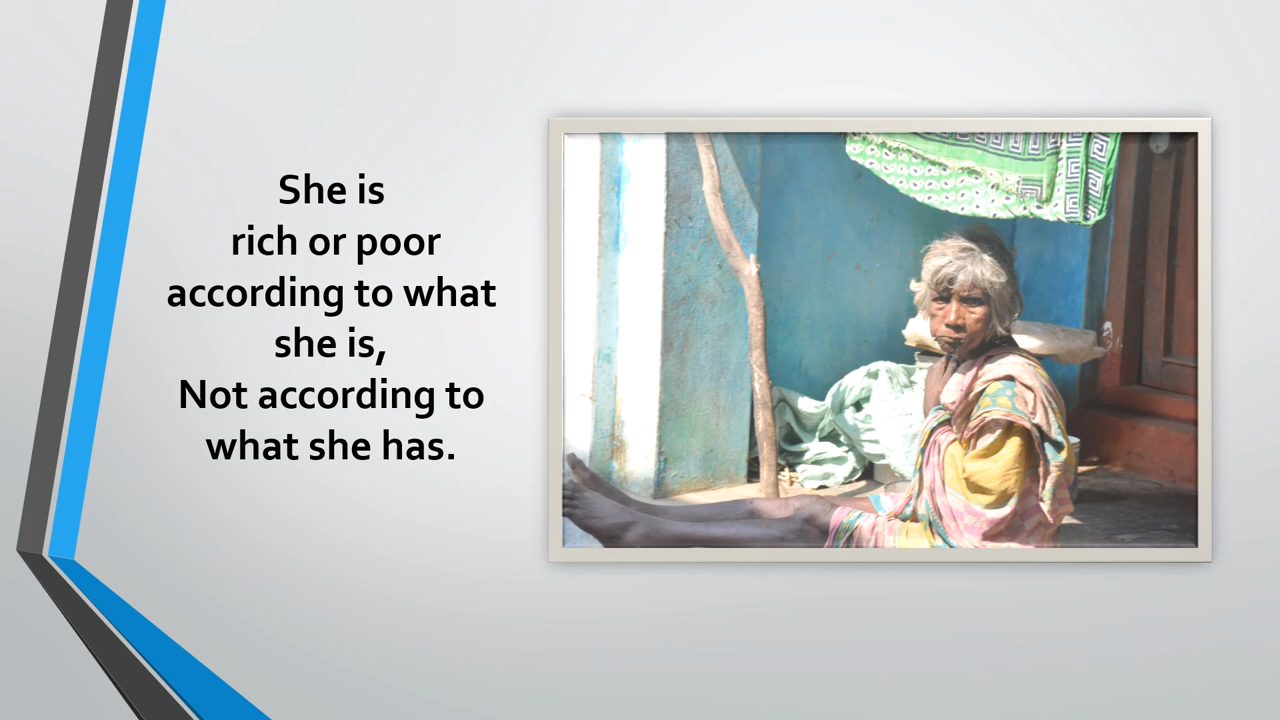 She is
rich or poor
according to what
she is,
Not according to
what she has.